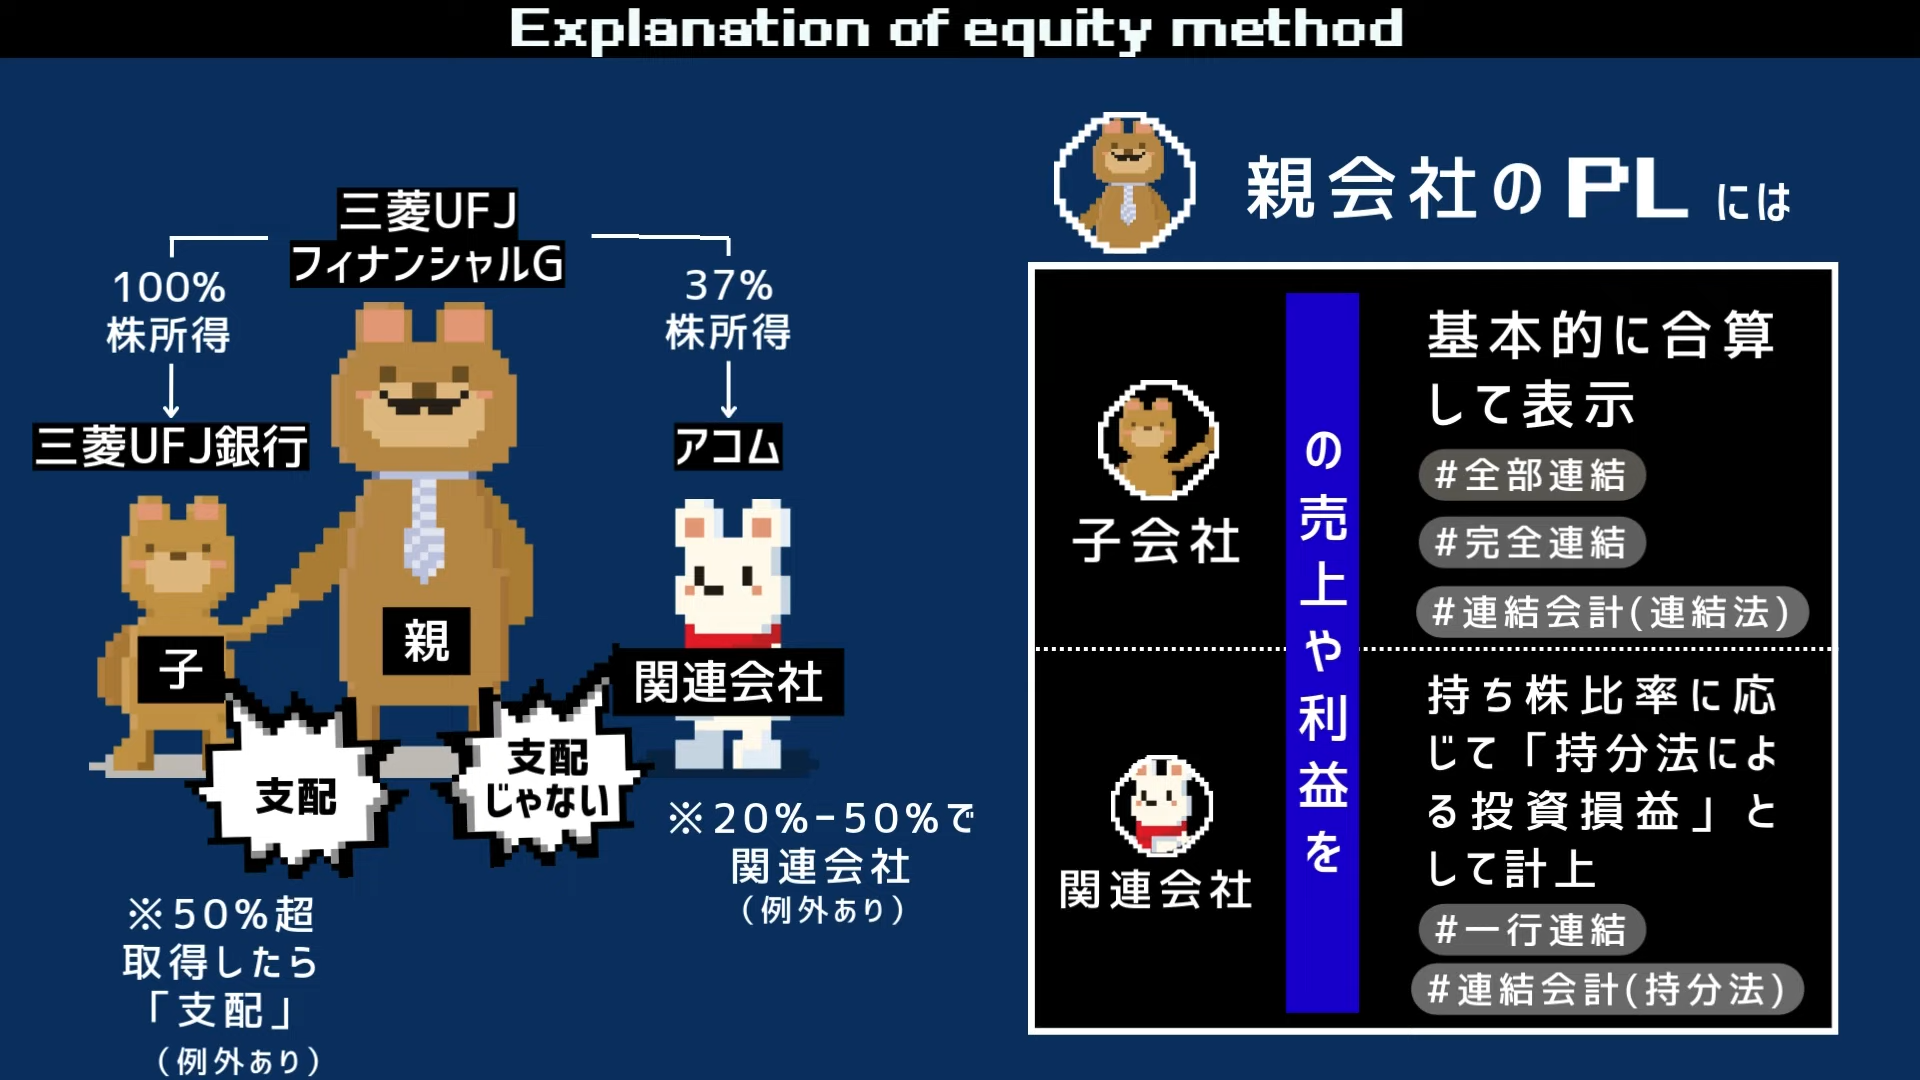 Explanation of equity method
三菱UFJ
フィナンシャルG
100%
株所得
37%
株所得
三菱UFJ銀行
アコム
子
親
関連会社
支配
支配
じゃない
※20%-50%で
関連会社
（例外あり）
※50%超
取得したら
「支配」
（例外あり）
親会社のPLには
子会社
関連会社
の売上や利益を
基本的に合算
して表示
#全部連結
#完全連結
#連結会計(連結法)
持ち株比率に応
じて「持分法によ
る投資損益」と
して計上
#一行連結
#連結会計(持分法)